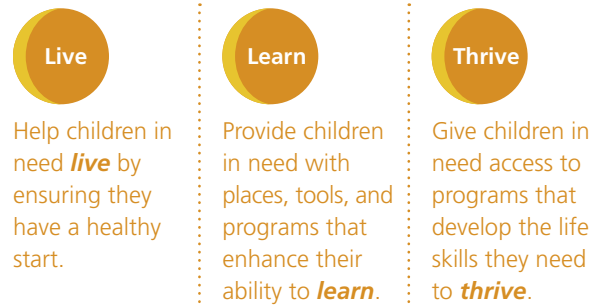 Live
Help children in
need live by
ensuring they
have a healthy
start.
Learn
Provide children
in need with
places, tools, and
programs that
enhance their
ability to learn.
Thrive
Give children in
need access to
programs that
develop the life
skills they need
to thrive.